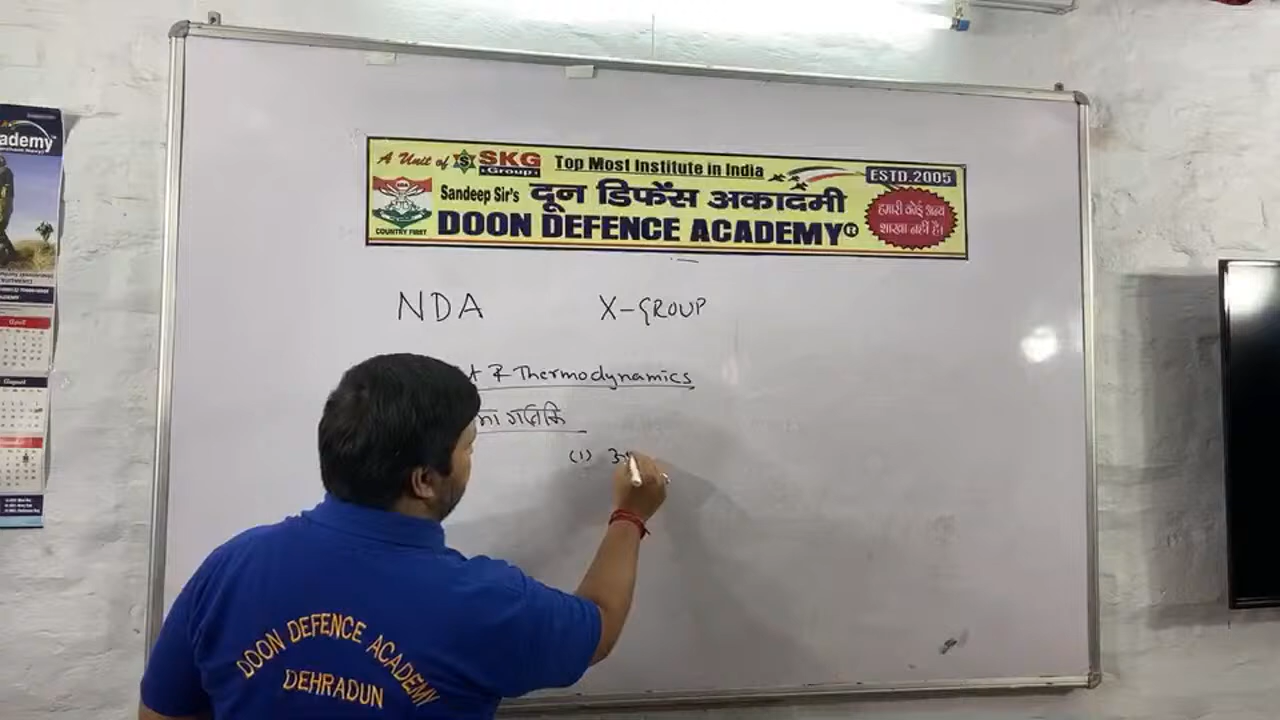 ademy
A Unit of SKG Group Top Most Institute in India ESTD.2005
Sandeep Sir's दून डिफेंस अकादमी
COUNTRY FIRST DOON DEFENCE ACADEMY®
हमारी कोई अन्य
शाखा नहीं है।
NDA X-GROUP
Thermodynamics
(1)
DOON DEFENCE ACADEMY
DEHRADUN